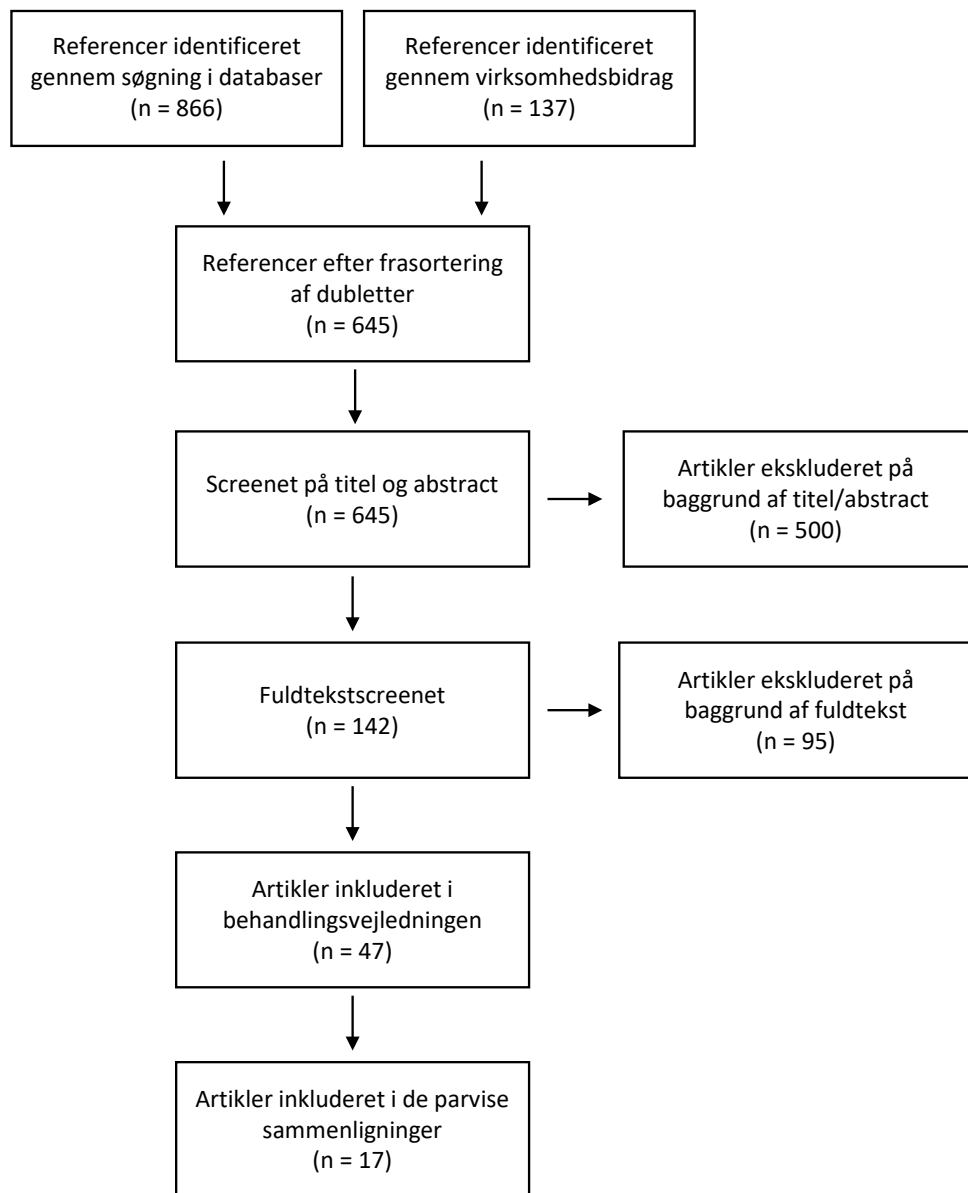 Referencer identificeret
gennem søgning i databaser
(n = 866)
Referencer identificeret
gennem virksomhedsbidrag
(n = 137)
Referencer efter frasortering
af dubletter
(n = 645)
Screenet på titel og abstract
(n = 645)
Artikler ekskluderet på
baggrund af titel/abstract
(n = 500)
Fuldtekstscreenet
(n = 142)
Artikler ekskluderet på
baggrund af fuldtekst
(n = 95)
Artikler inkluderet i
behandlingsvejledningen
(n = 47)
Artikler inkluderet i de parvise
sammenligninger
(n = 17)